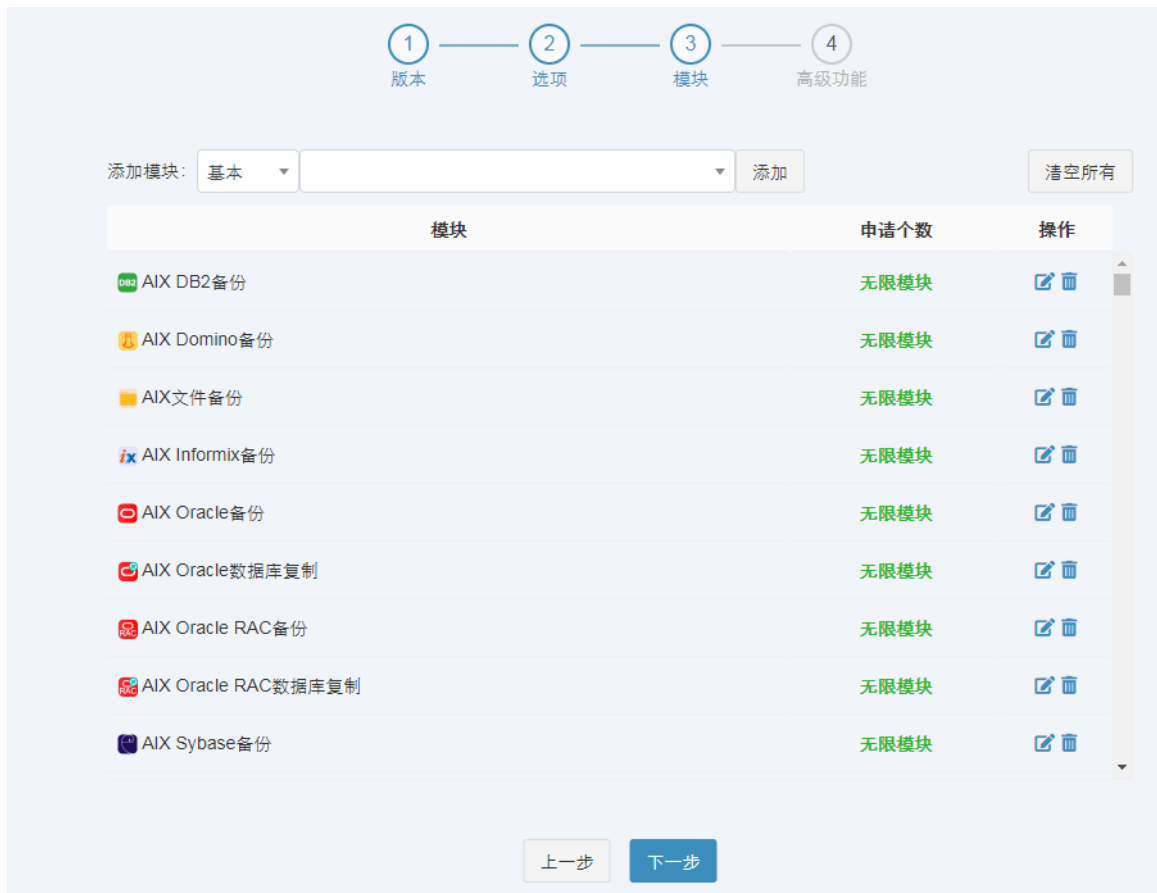 1
2
3
4
版本
选项
模块
高级功能
添加模块： 基本 添加 清空所有
模块 申请个数 操作
DB2 AIX DB2备份 无限模块
AIX Domino备份 无限模块
AIX文件备份 无限模块
ix AIX Informix备份 无限模块
AIX Oracle备份 无限模块
AIX Oracle数据库复制 无限模块
RAC AIX Oracle RAC备份 无限模块
RAC AIX Oracle RAC数据库复制 无限模块
AIX Sybase备份 无限模块
上一步 下一步